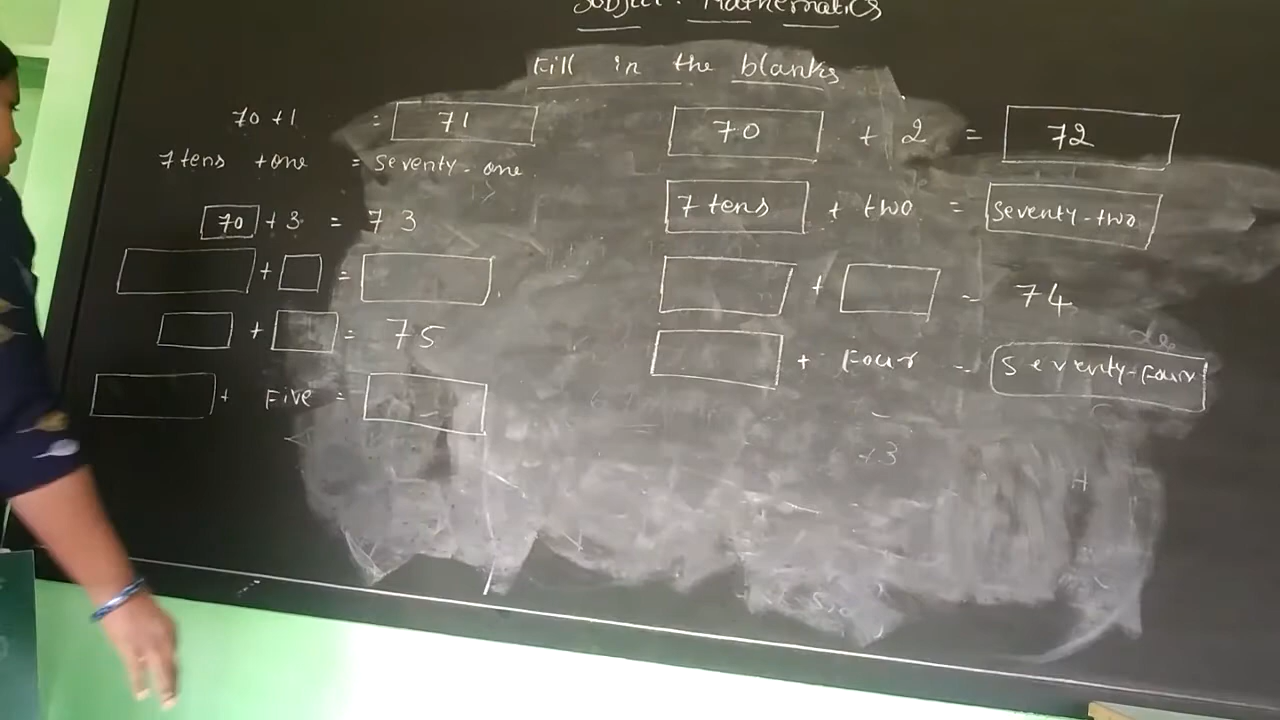 Subject: Mathematics
Fill in the blanks
70 + 1 = 71
7 tens + one = seventy-one
70 + 3 = 73
+ =
+ = 75
+ Five =
70 + 2 = 72
7 tens + two = seventy-two
+ = 74
+ Four = Seventy-Four
+3